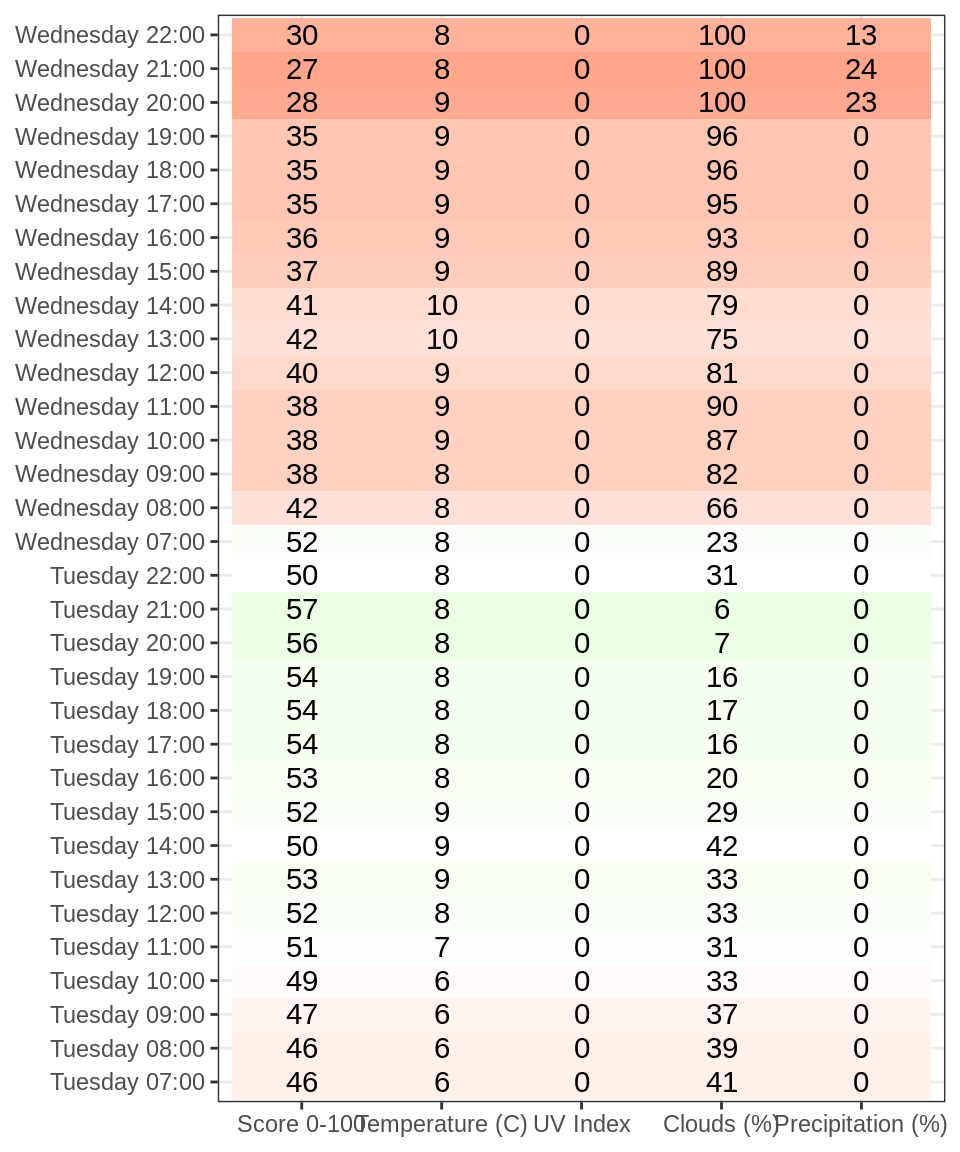 Wednesday 22:00 30 8 0 100 13
Wednesday 21:00 27 8 0 100 24
Wednesday 20:00 28 9 0 100 23
Wednesday 19:00 35 9 0 96 0
Wednesday 18:00 35 9 0 96 0
Wednesday 17:00 35 9 0 95 0
Wednesday 16:00 36 9 0 93 0
Wednesday 15:00 37 9 0 89 0
Wednesday 14:00 41 10 0 79 0
Wednesday 13:00 42 10 0 75 0
Wednesday 12:00 40 9 0 81 0
Wednesday 11:00 38 9 0 90 0
Wednesday 10:00 38 9 0 87 0
Wednesday 09:00 38 8 0 82 0
Wednesday 08:00 42 8 0 66 0
Wednesday 07:00 52 8 0 23 0
Tuesday 22:00 50 8 0 31 0
Tuesday 21:00 57 8 0 6 0
Tuesday 20:00 56 8 0 7 0
Tuesday 19:00 54 8 0 16 0
Tuesday 18:00 54 8 0 17 0
Tuesday 17:00 54 8 0 16 0
Tuesday 16:00 53 8 0 20 0
Tuesday 15:00 52 9 0 29 0
Tuesday 14:00 50 9 0 42 0
Tuesday 13:00 53 9 0 33 0
Tuesday 12:00 52 8 0 33 0
Tuesday 11:00 51 7 0 31 0
Tuesday 10:00 49 6 0 33 0
Tuesday 09:00 47 6 0 37 0
Tuesday 08:00 46 6 0 39 0
Tuesday 07:00 46 6 0 41 0
Score 0-100 Temperature (C) UV Index Clouds (%) Precipitation (%)